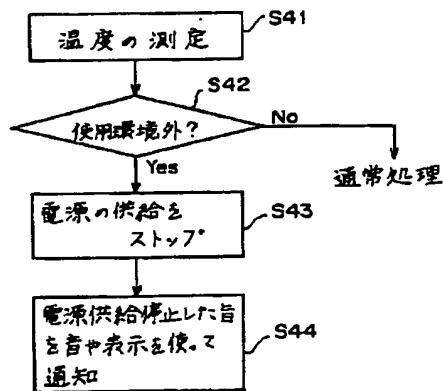 温度の測定
S41
使用環境外?
S42
No
Yes
通常処理
電源の供給を
ストップ
S43
電源供給停止した旨
を音や表示を使って
通知
S44